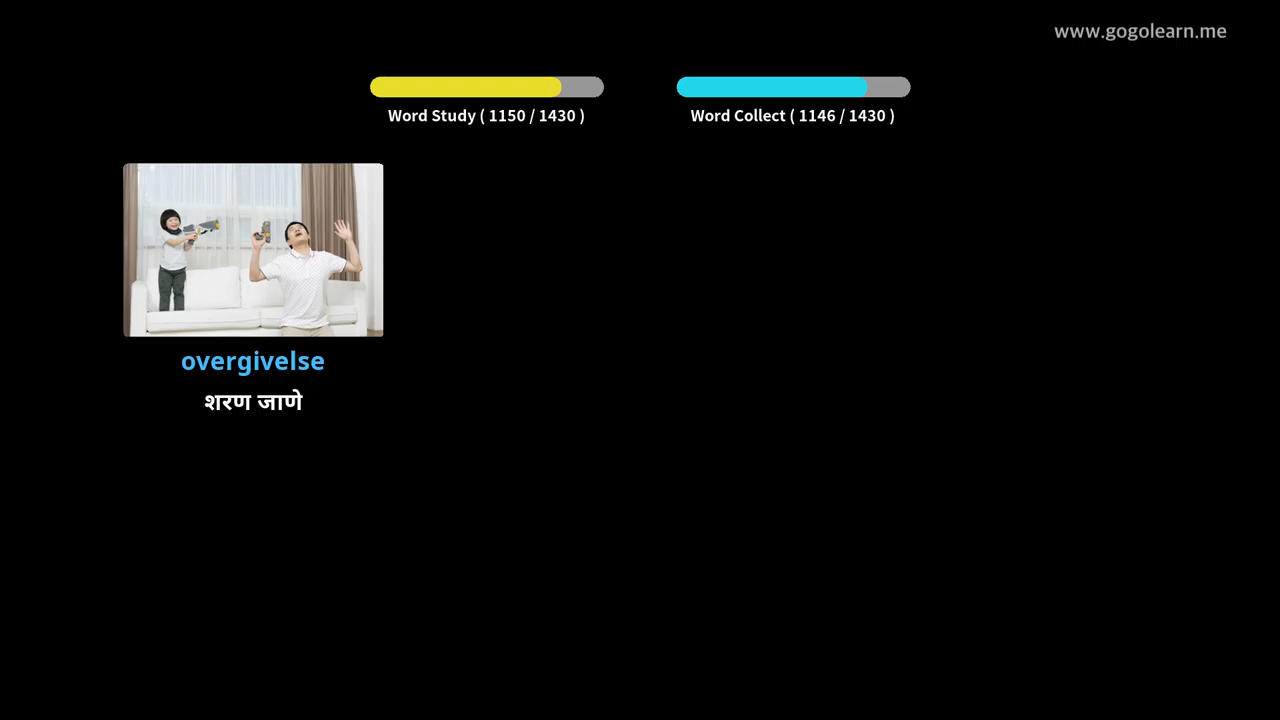 www.gogolearn.me
Word Study ( 1150 / 1430 )
Word Collect ( 1146 / 1430 )
overgivelse
शरण जाणे